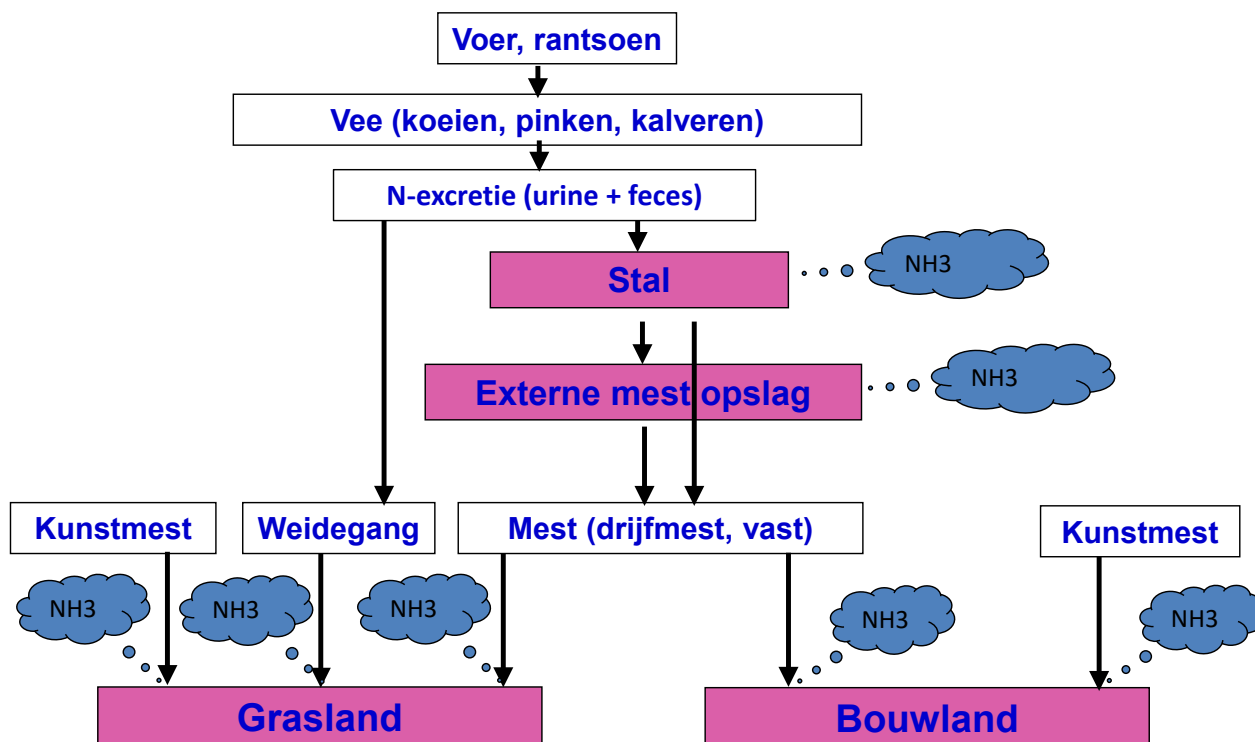 Voer, rantsoen
Vee (koeien, pinken, kalveren)
N-excretie (urine + feces)
Stal
NH3
Externe mest opslag
NH3
Kunstmest
Weidegang
Mest (drijfmest, vast)
Kunstmest
NH3
NH3
NH3
NH3
NH3
Grasland
Bouwland